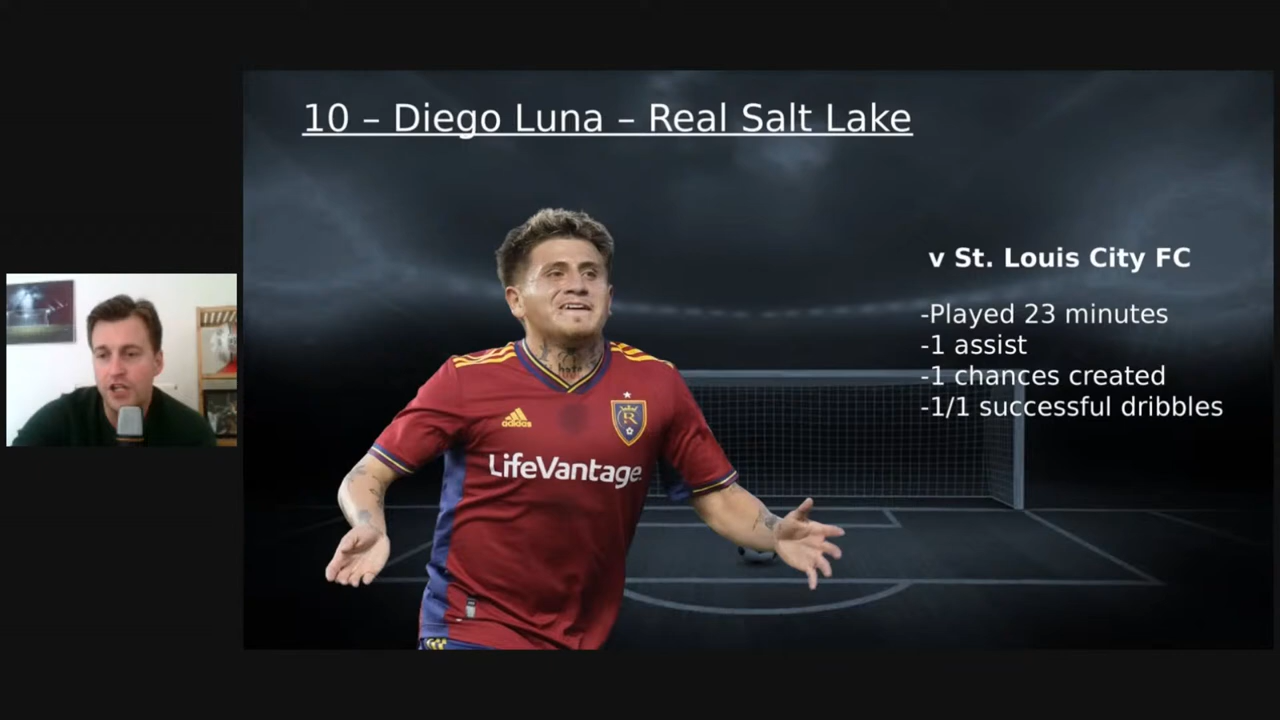 10 – Diego Luna – Real Salt Lake
v St. Louis City FC
-Played 23 minutes
-1 assist
-1 chances created
-1/1 successful dribbles
adidas
LifeVantage